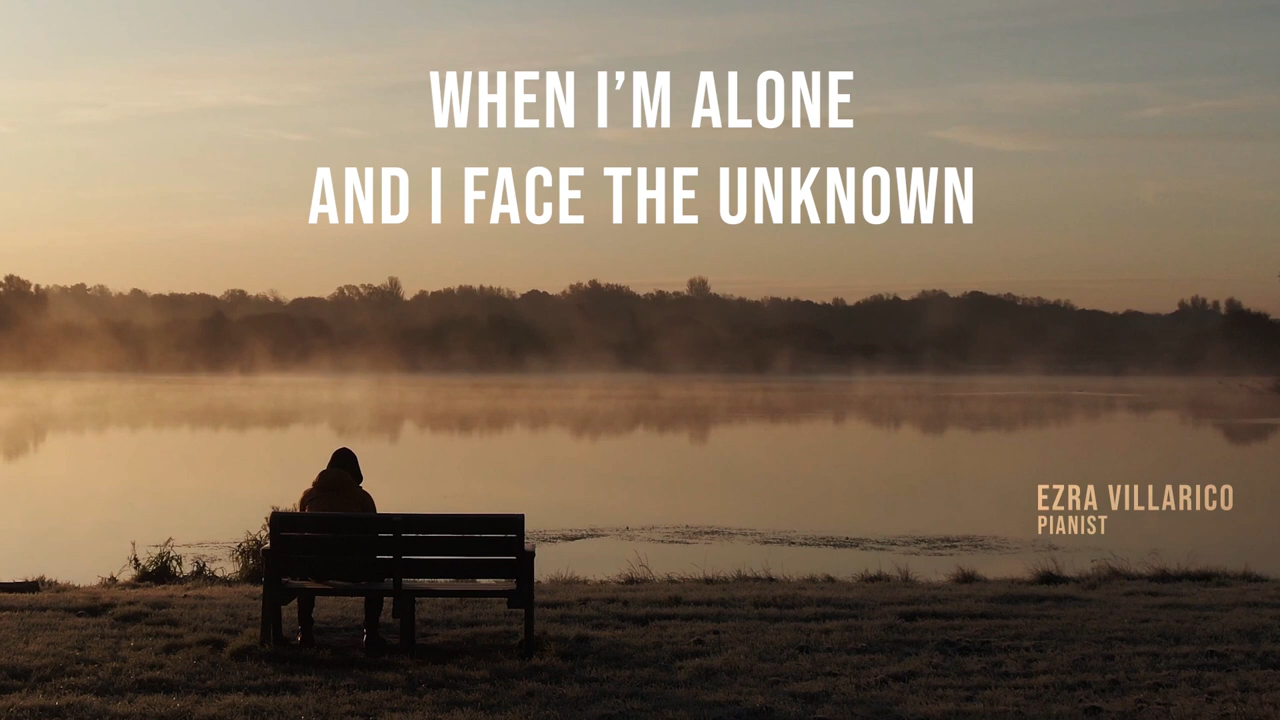 WHEN I’M ALONE
AND I FACE THE UNKNOWN
EZRA VILLARICO
PIANIST